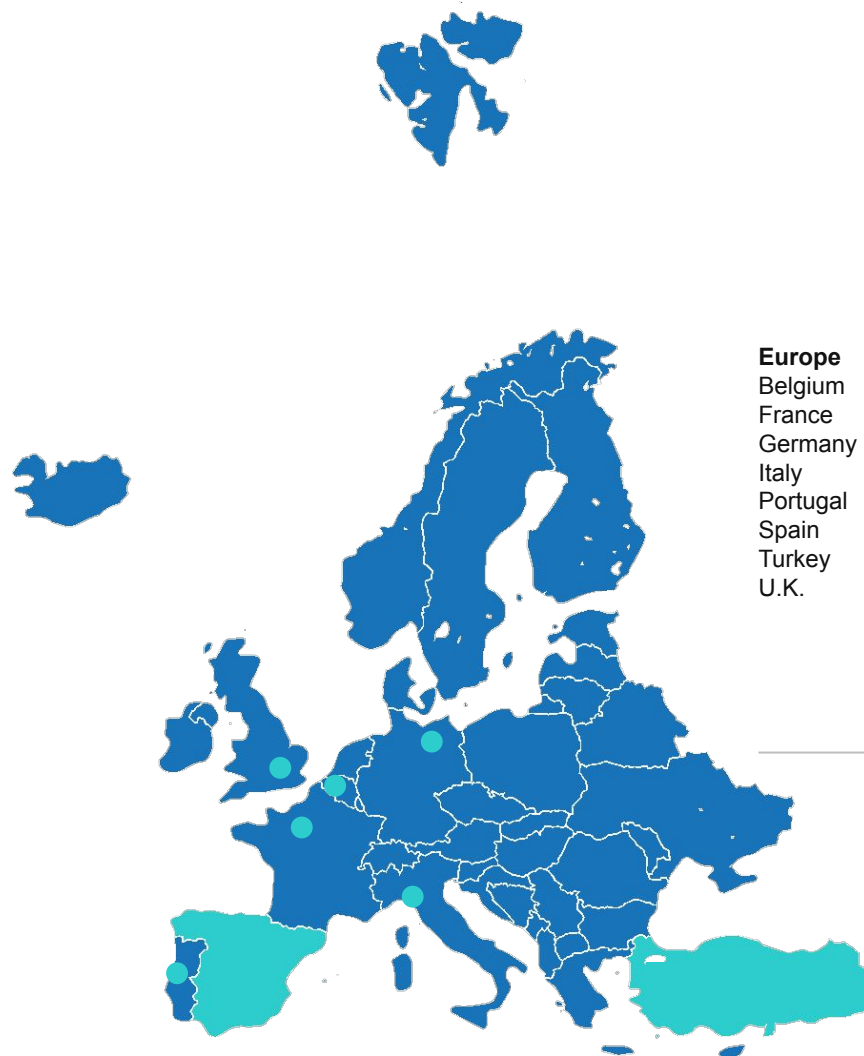 Europe
Belgium
France
Germany
Italy
Portugal
Spain
Turkey
U.K.